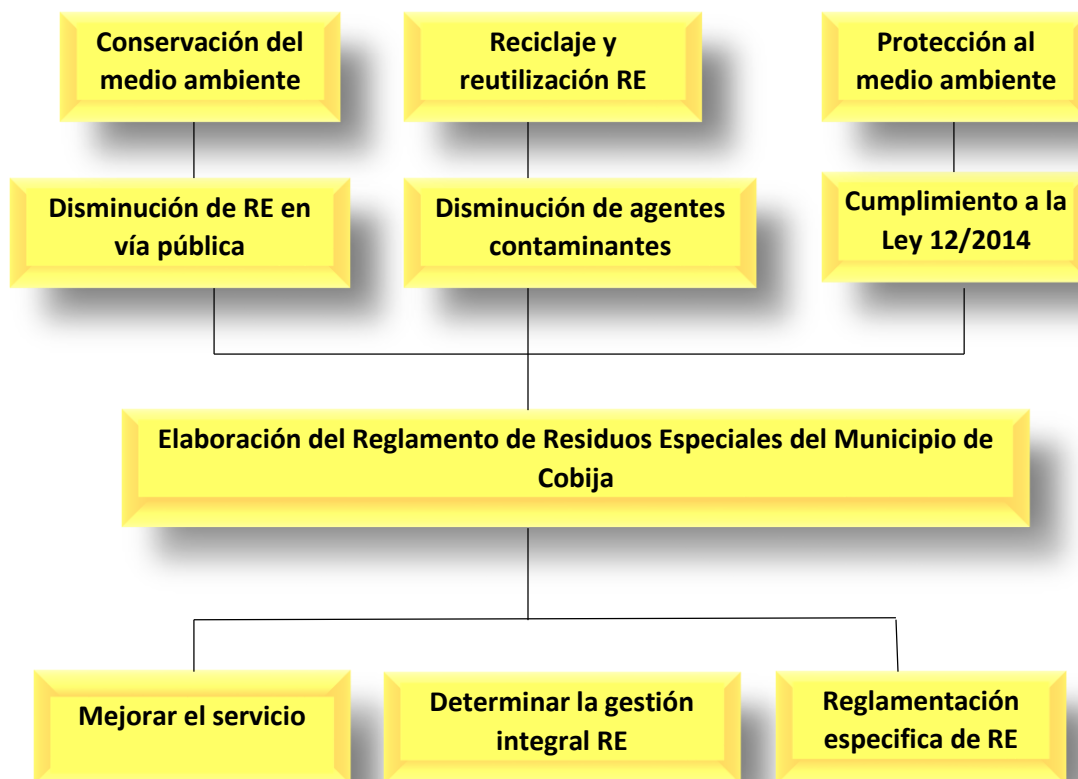 Conservación del
medio ambiente
Reciclaje y
reutilización RE
Protección al
medio ambiente
Disminución de RE en
vía pública
Disminución de agentes
contaminantes
Cumplimiento a la
Ley 12/2014
Elaboración del Reglamento de Residuos Especiales del Municipio de
Cobija
Mejorar el servicio
Determinar la gestión
integral RE
Reglamentación
especifica de RE